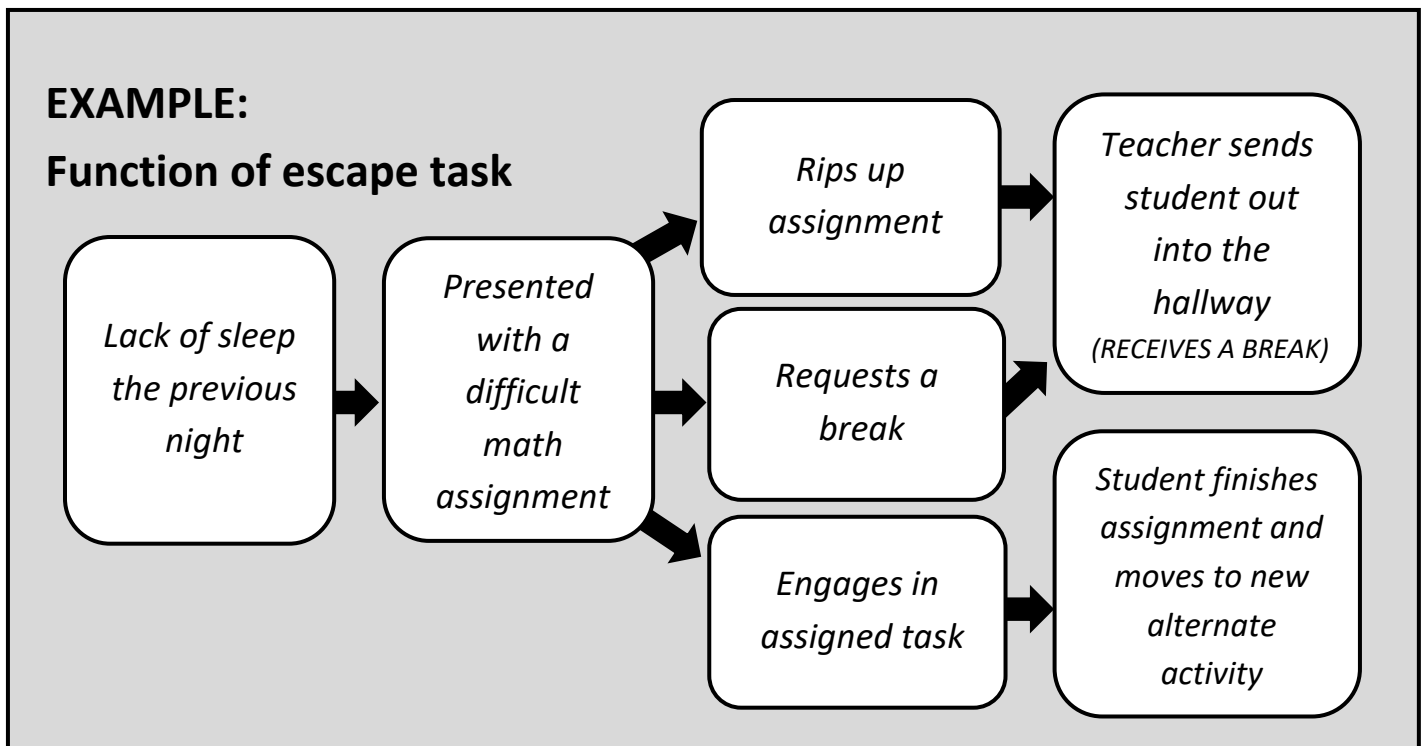 EXAMPLE:
Function of escape task
Lack of sleep
the previous
night
Presented
with a
difficult
math
assignment
Rips up
assignment
Requests a
break
Engages in
assigned task
Teacher sends
student out
into the
hallway
(RECEIVES A BREAK)
Student finishes
assignment and
moves to new
alternate
activity